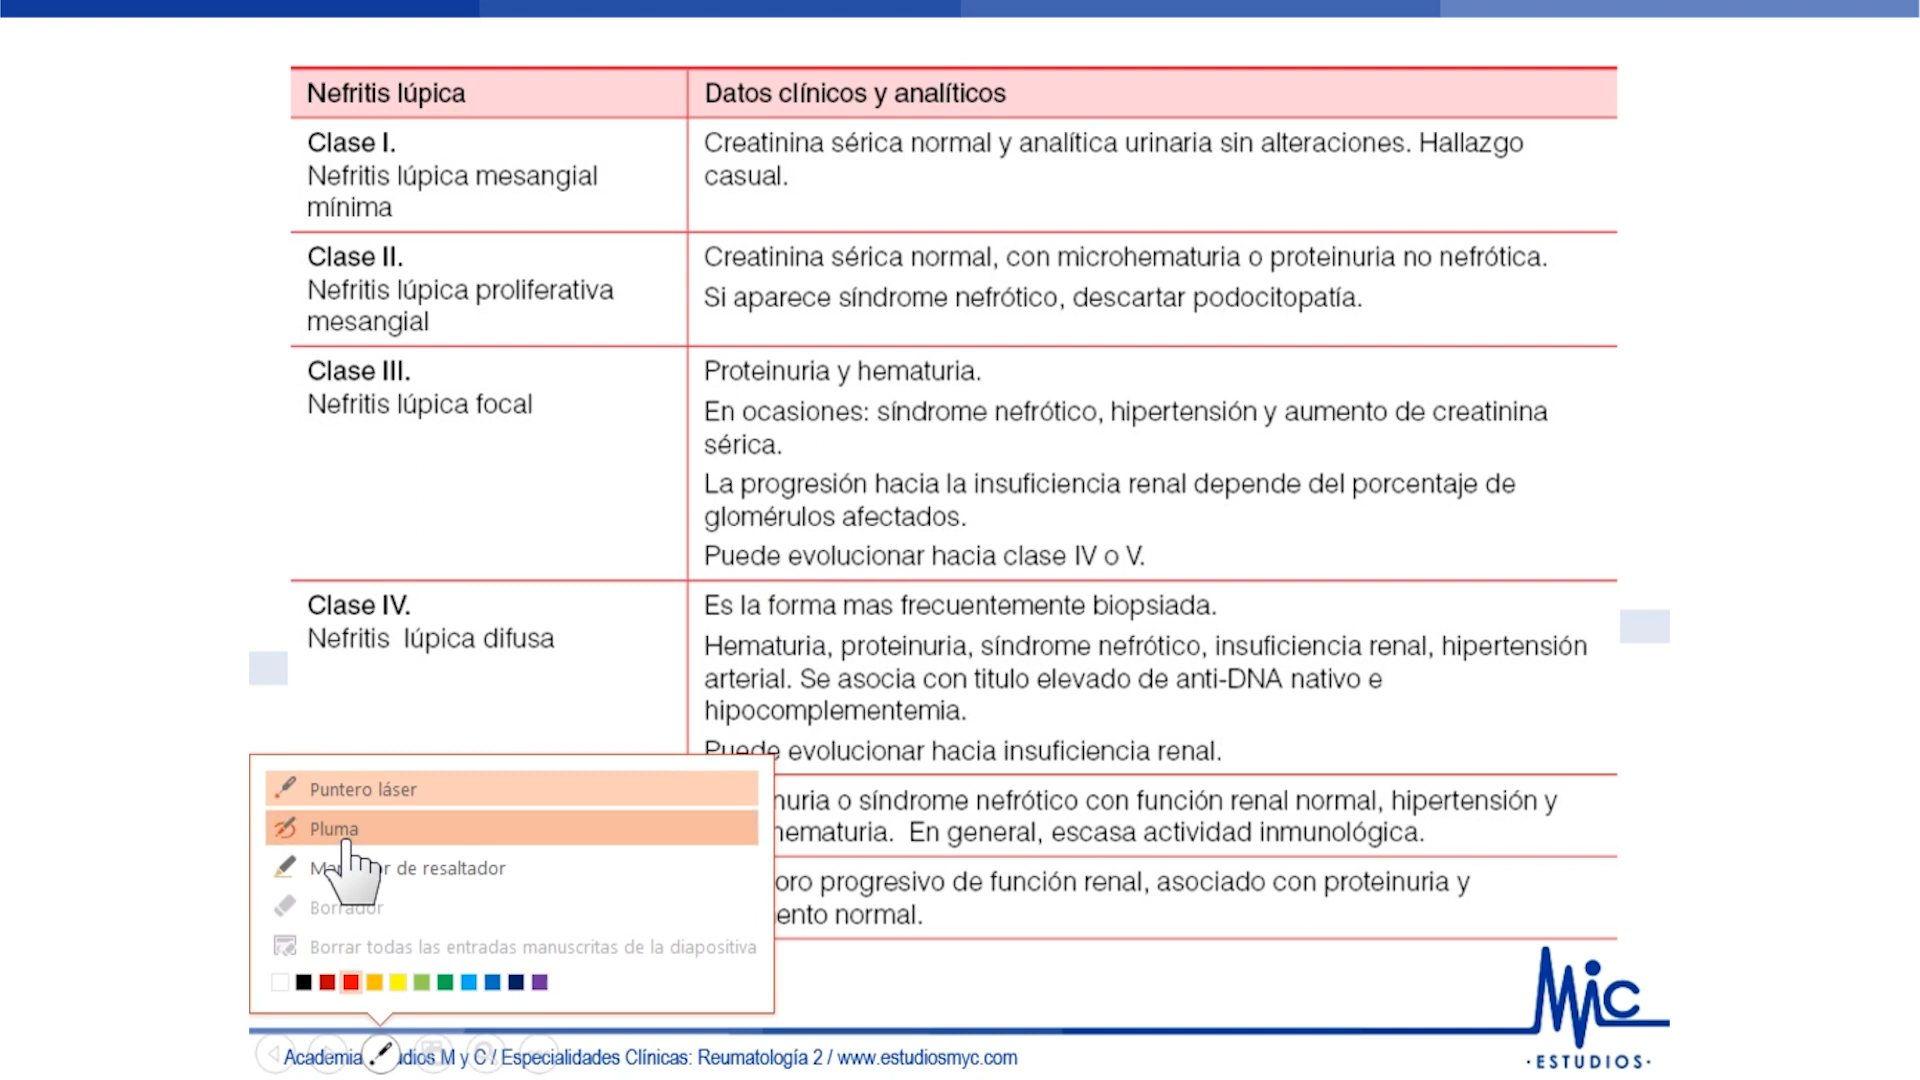 Nefritis lúpica
Datos clínicos y analíticos
Clase I.
Nefritis lúpica mesangial
mínima
Creatinina sérica normal y analítica urinaria sin alteraciones. Hallazgo
casual.
Clase II.
Nefritis lúpica proliferativa
mesangial
Creatinina sérica normal, con microhematuria o proteinuria no nefrótica.
Si aparece síndrome nefrótico, descartar podocitopatía.
Clase III.
Nefritis lúpica focal
Proteinuria y hematuria.
En ocasiones: síndrome nefrótico, hipertensión y aumento de creatinina
sérica.
La progresión hacia la insuficiencia renal depende del porcentaje de
glomérulos afectados.
Puede evolucionar hacia clase IV o V.
Clase IV.
Nefritis lúpica difusa
Es la forma mas frecuentemente biopsiada.
Hematuria, proteinuria, síndrome nefrótico, insuficiencia renal, hipertensión
arterial. Se asocia con titulo elevado de anti-DNA nativo e
hipocomplementemia.
Puede evolucionar hacia insuficiencia renal.
nuria o síndrome nefrótico con función renal normal, hipertensión y
hematuria. En general, escasa actividad inmunológica.
oro progresivo de función renal, asociado con proteinuria y
ento normal.
Puntero láser
Pluma
de resaltador
Borrador
Borrar todas las entradas manuscritas de la diapositiva
Mic
·ESTUDIOS·
Academia udios M y C / Especialidades Clínicas: Reumatología 2 / www.estudiosmyc.com